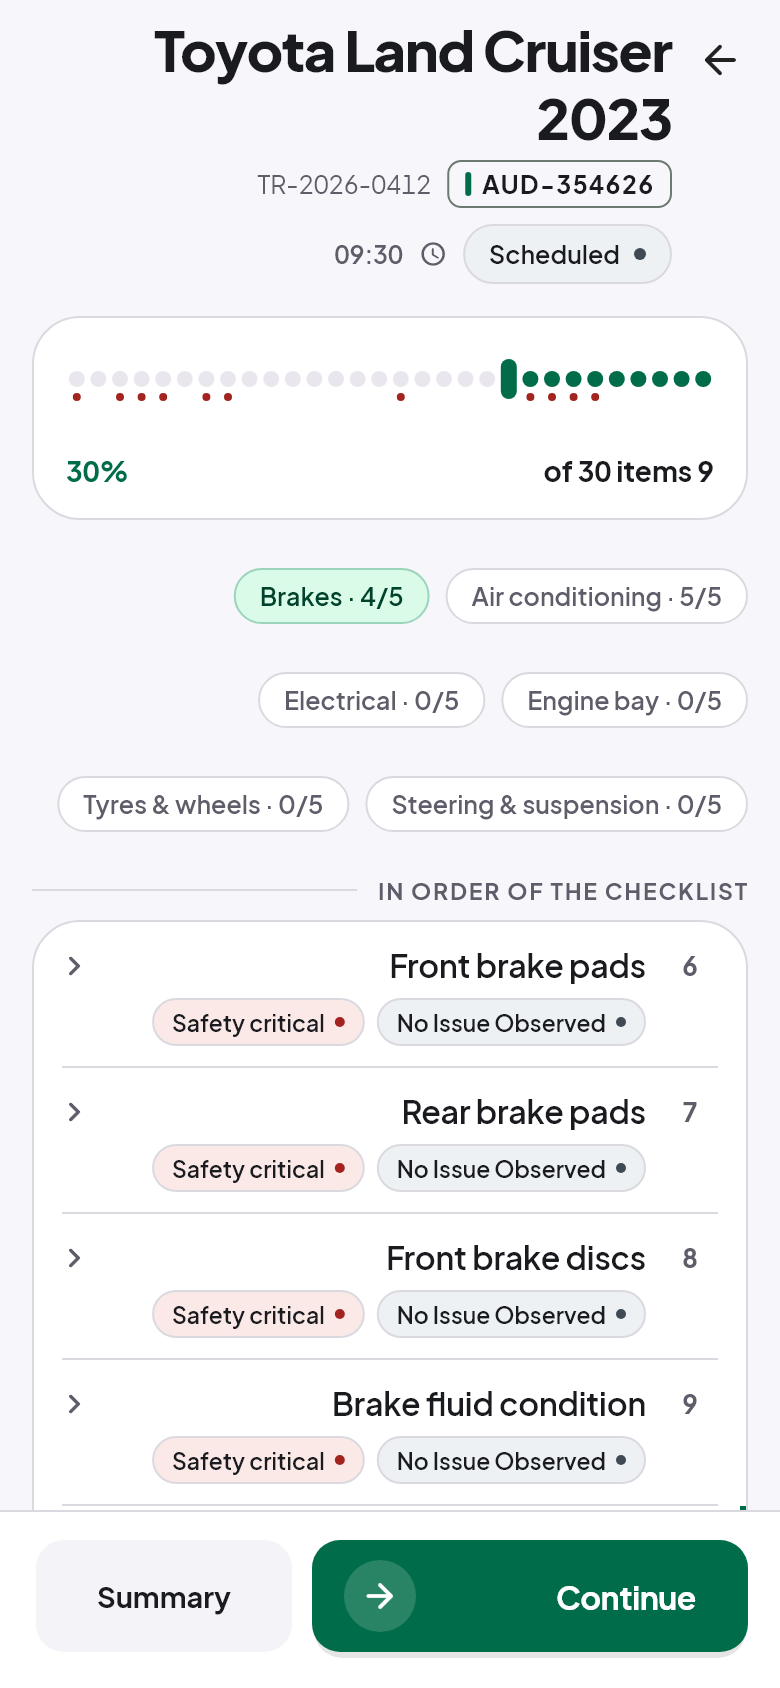 Toyota Land Cruiser
2023
TR-2026-0412 AUD-354626
09:30 Scheduled
30% of 30 items 9
Brakes · 4/5 Air conditioning · 5/5
Electrical · 0/5 Engine bay · 0/5
Tyres & wheels · 0/5 Steering & suspension · 0/5
IN ORDER OF THE CHECKLIST
Front brake pads 6
Safety critical No Issue Observed
Rear brake pads 7
Safety critical No Issue Observed
Front brake discs 8
Safety critical No Issue Observed
Brake fluid condition 9
Safety critical No Issue Observed
Summary Continue